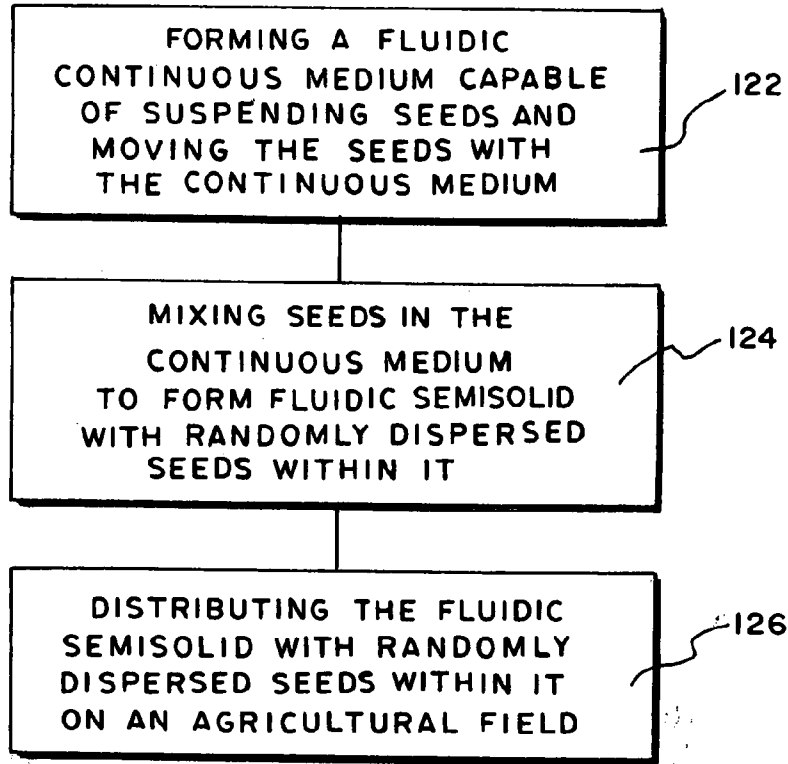 FORMING A FLUIDIC
CONTINUOUS MEDIUM CAPABLE
OF SUSPENDING SEEDS AND
MOVING THE SEEDS WITH
THE CONTINUOUS MEDIUM
122
MIXING SEEDS IN THE
CONTINUOUS MEDIUM
TO FORM FLUIDIC SEMISOLID
WITH RANDOMLY DISPERSED
SEEDS WITHIN IT
124
DISTRIBUTING THE FLUIDIC
SEMISOLID WITH RANDOMLY
DISPERSED SEEDS WITHIN IT
ON AN AGRICULTURAL FIELD
126